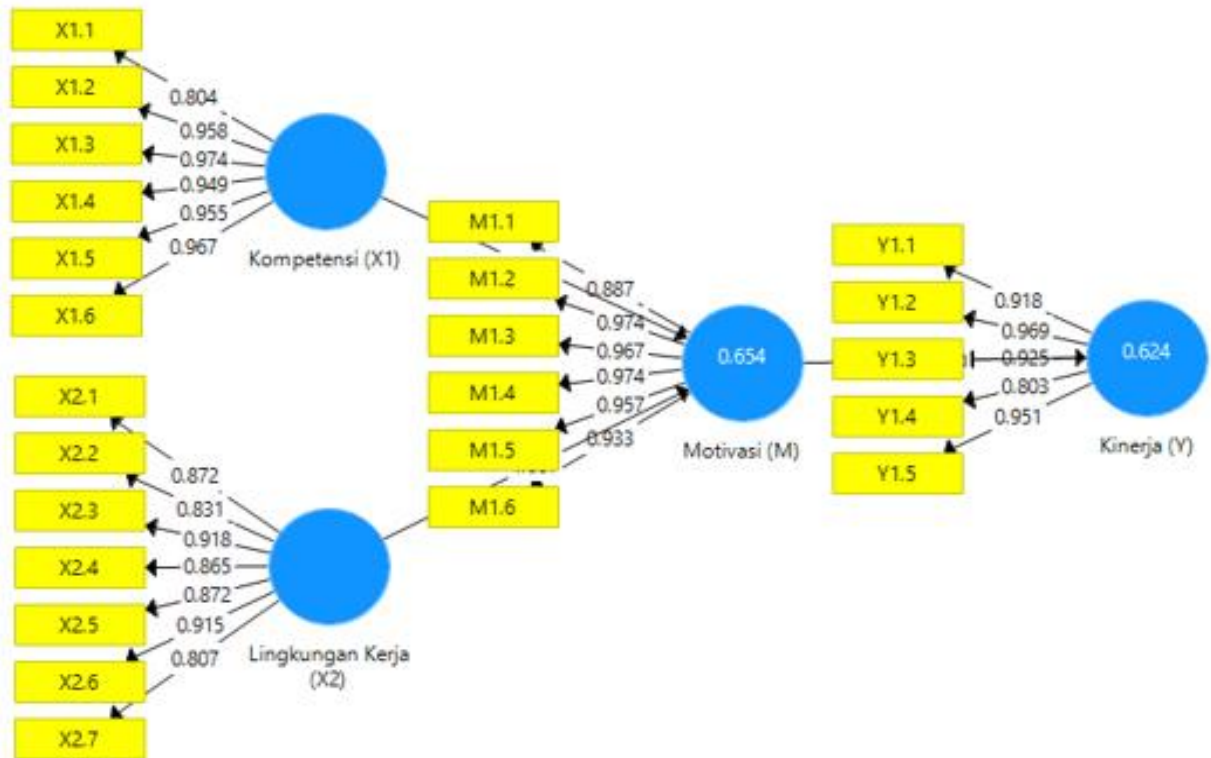 X1.1
X1.2
X1.3
X1.4
X1.5
X1.6
0.804
0.958
0.974
0.949
0.955
0.967
Kompetensi (X1)
X2.1
X2.2
X2.3
X2.4
X2.5
X2.6
X2.7
0.872
0.831
0.918
0.865
0.872
0.915
0.807
Lingkungan Kerja
(X2)
M1.1
M1.2
M1.3
M1.4
M1.5
M1.6
0.887
0.974
0.967
0.974
0.957
0.933
0.654
Motivasi (M)
Y1.1
Y1.2
Y1.3
Y1.4
Y1.5
0.918
0.969
0.925
0.803
0.951
0.624
Kinerja (Y)